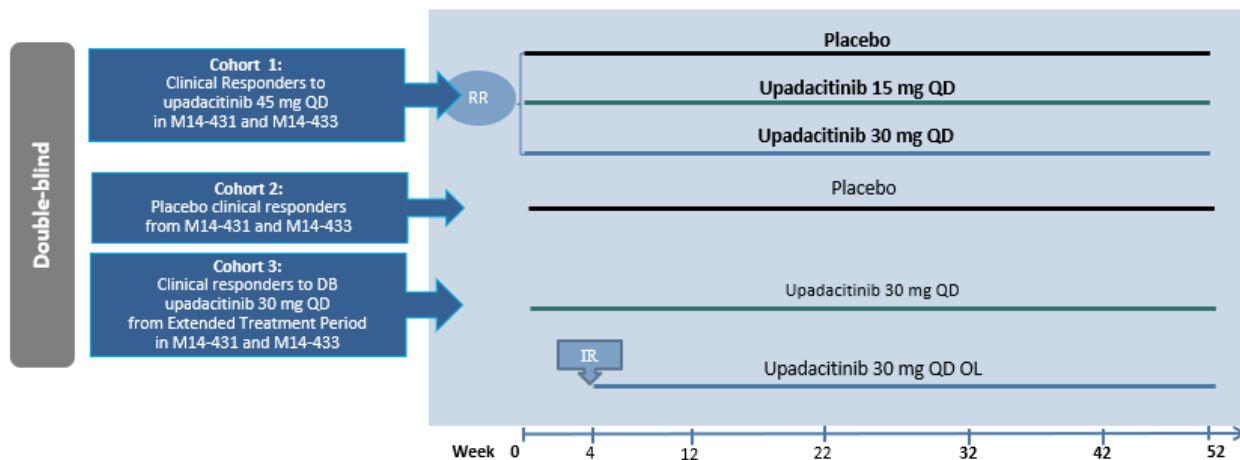 Double-blind
Cohort 1:
Clinical Responders to
upadacitinib 45 mg QD
in M14-431 and M14-433
RR
Placebo
Upadacitinib 15 mg QD
Upadacitinib 30 mg QD
Cohort 2:
Placebo clinical responders
from M14-431 and M14-433
Placebo
Cohort 3:
Clinical responders to DB
upadacitinib 30 mg QD
from Extended Treatment Period
in M14-431 and M14-433
Upadacitinib 30 mg QD
IR
Upadacitinib 30 mg QD OL
Week 0 4 12 22 32 42 52